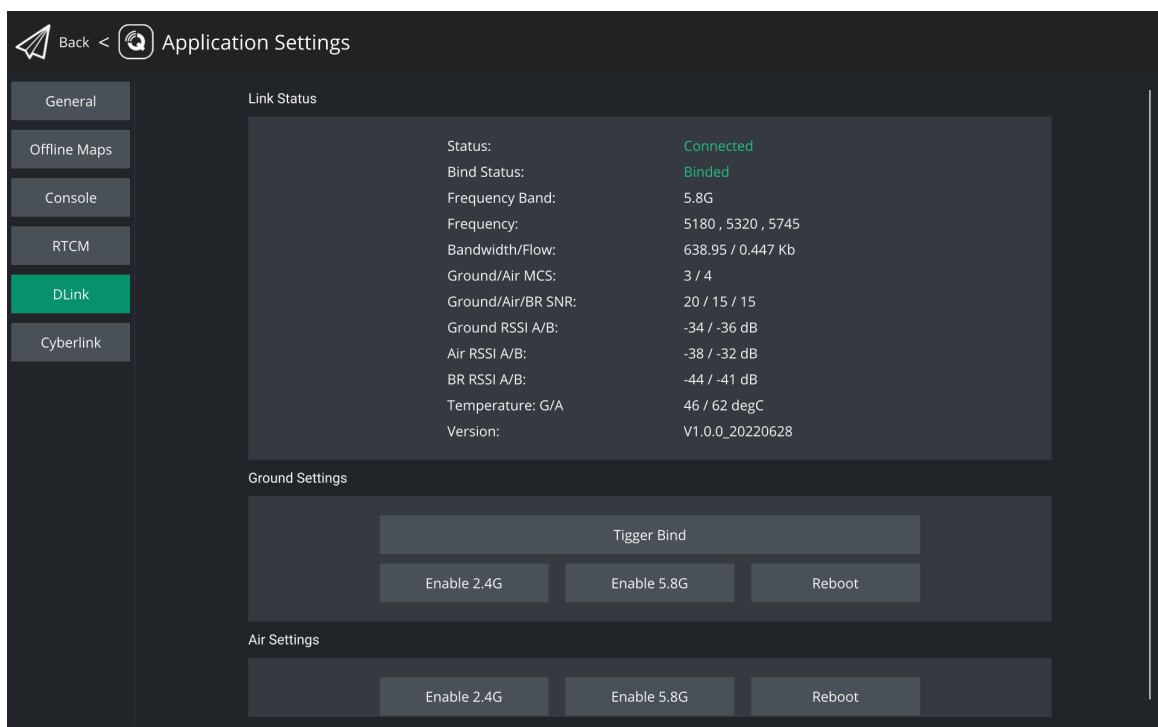 Back < Application Settings
General
Offline Maps
Console
RTCM
DLink
Cyberlink
Link Status
Status: Connected
Bind Status: Binded
Frequency Band: 5.8G
Frequency: 5180 , 5320 , 5745
Bandwidth/Flow: 638.95 / 0.447 Kb
Ground/Air MCS: 3 / 4
Ground/Air/BR SNR: 20 / 15 / 15
Ground RSSI A/B: -34 / -36 dB
Air RSSI A/B: -38 / -32 dB
BR RSSI A/B: -44 / -41 dB
Temperature: G/A 46 / 62 degC
Version: V1.0.0_20220628
Ground Settings
Tigger Bind
Enable 2.4G Enable 5.8G Reboot
Air Settings
Enable 2.4G Enable 5.8G Reboot